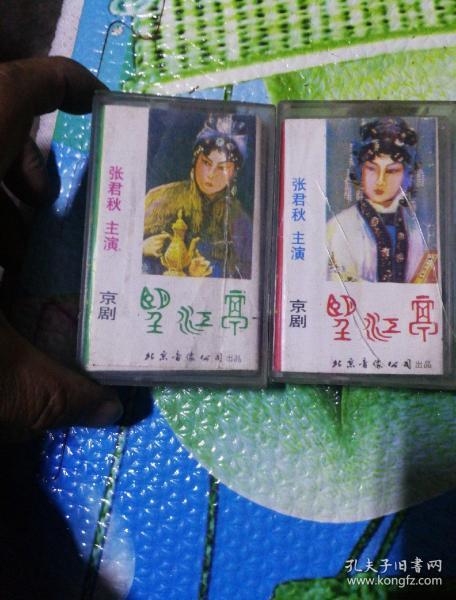 张君秋 主演
京剧
望江亭
北京音像公司 出品
张君秋 主演
京剧
望江亭
北京音像公司 出品
孔夫子旧书网
www.kongfz.com